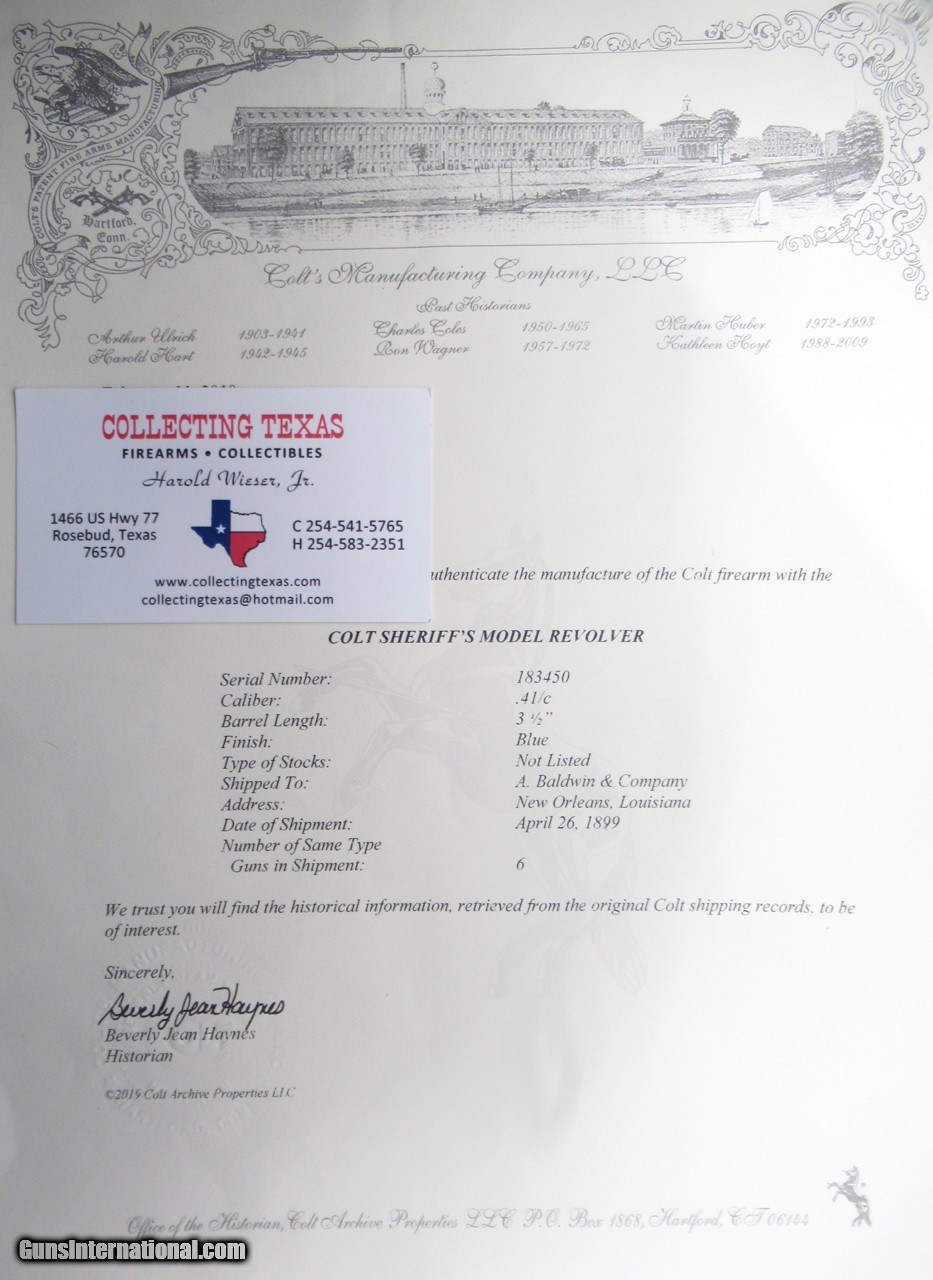 COLT'S PATENT FIRE ARMS MANUFACTURING
Hartford,
Conn.
Colt's Manufacturing Company, LLC
Past Historians
Arthur Ulrich 1903-1941 Charles Coles 1950-1965 Martin Huber 1972-1993
Harold Hart 1942-1945 Ron Wagner 1957-1972 Kathleen Hoyt 1988-2009
COLLECTING TEXAS
FIREARMS • COLLECTIBLES
Harold Wieser, Jr.
1466 US Hwy 77
Rosebud, Texas
76570
C 254-541-5765
H 254-583-2351
www.collectingtexas.com
collectingtexas@hotmail.com
uthenticate the manufacture of the Colt firearm with the
COLT SHERIFF'S MODEL REVOLVER
Serial Number: 183450
Caliber: .41/c
Barrel Length: 3 ½"
Finish: Blue
Type of Stocks: Not Listed
Shipped To: A. Baldwin & Company
Address: New Orleans, Louisiana
Date of Shipment: April 26, 1899
Number of Same Type
Guns in Shipment: 6
We trust you will find the historical information, retrieved from the original Colt shipping records, to be
of interest.
Sincerely,
Beverly Jean Haynes
Beverly Jean Haynes
Historian
©2019 Colt Archive Properties LLC
Office of the Historian, Colt Archive Properties LLC P.O. Box 1868, Hartford, CT 06144
GunsInternational.com